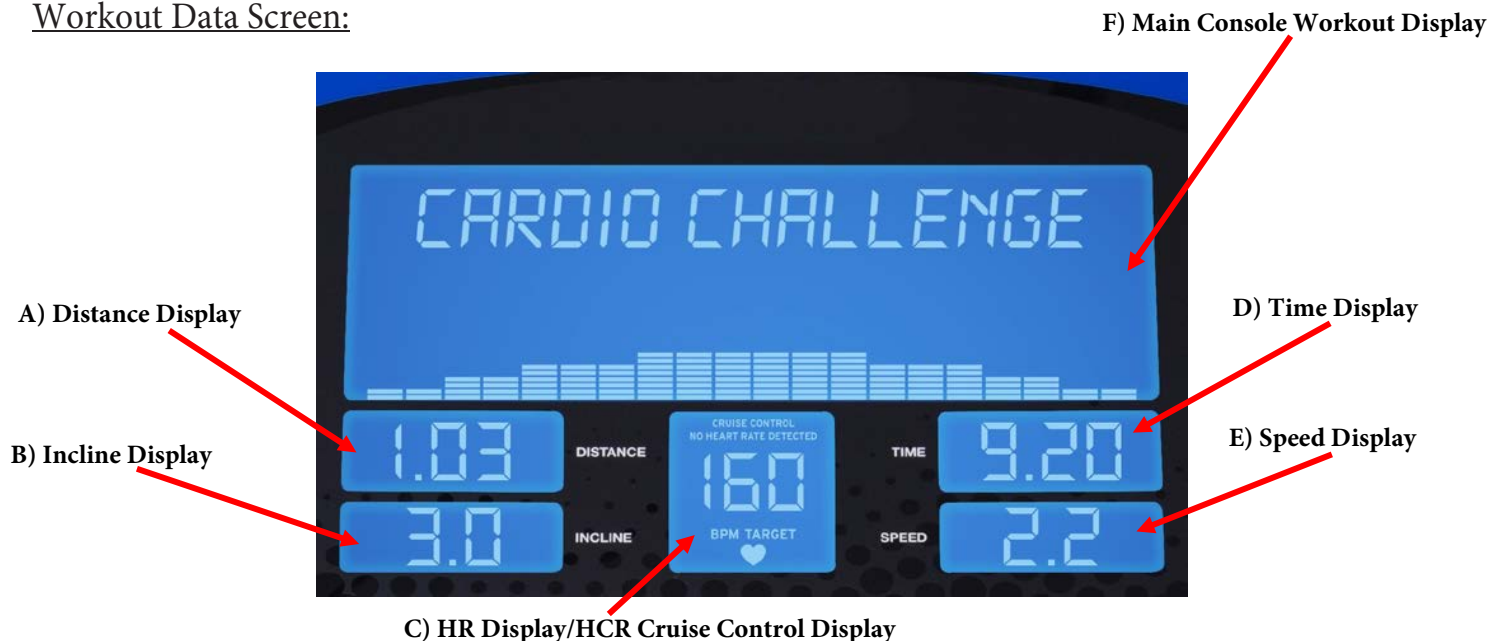 Workout Data Screen:
F) Main Console Workout Display
CARDIO CHALLENGE
A) Distance Display
D) Time Display
B) Incline Display
E) Speed Display
1.03
DISTANCE
CRUISE CONTROL
NO HEART RATE DETECTED
160
BPM TARGET
TIME
9.20
3.0
INCLINE
SPEED
2.2
C) HR Display/HCR Cruise Control Display